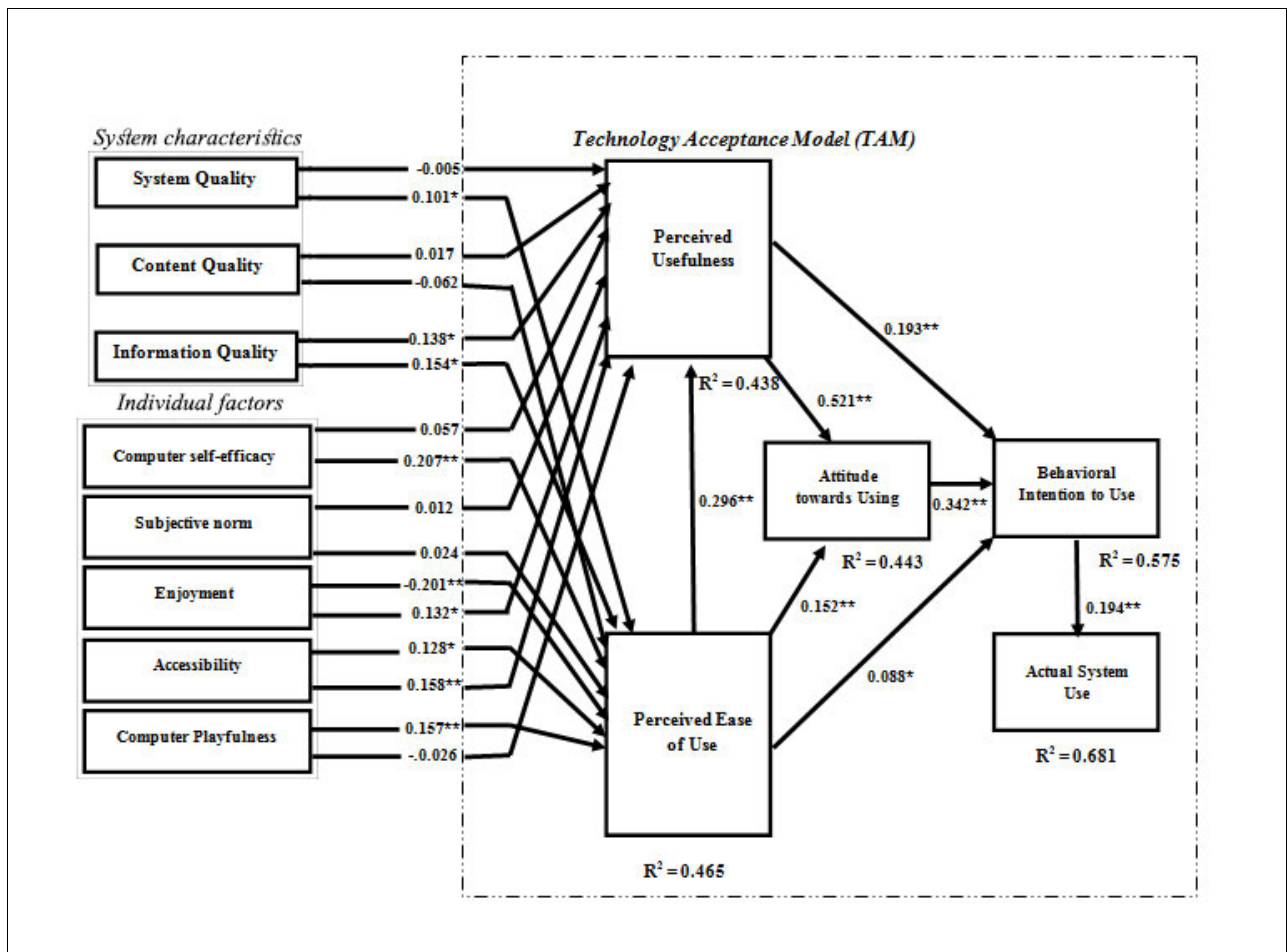 System characteristics
Technology Acceptance Model (TAM)
System Quality
-0.005
0.101*
Content Quality
0.017
-0.062
Information Quality
0.138*
0.154*
Individual factors
Computer self-efficacy
0.057
0.207**
Subjective norm
0.012
0.024
Enjoyment
-0.201**
0.132*
Accessibility
0.128*
0.158**
Computer Playfulness
0.157**
-.0.026
Perceived
Usefulness
R² = 0.438
0.193**
0.521**
0.296**
Attitude
towards Using
R² = 0.443
0.342**
0.152**
0.088*
Behavioral
Intention to Use
R² = 0.575
0.194**
Actual System
Use
R² = 0.681
Perceived Ease
of Use
R² = 0.465